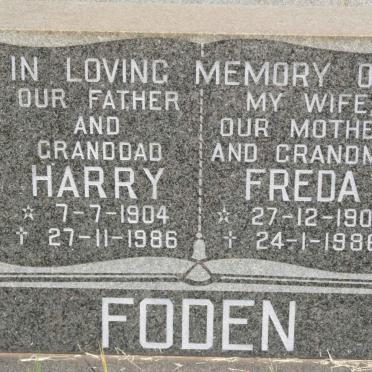 IN LOVING MEMORY
OUR FATHER
AND
GRANDDAD
HARRY
☆ 7-7-1904
† 27-11-1986
MY WIFE,
OUR MOTHE
AND GRANDM
FREDA
☆ 27-12-190
† 24-1-1986
FODEN